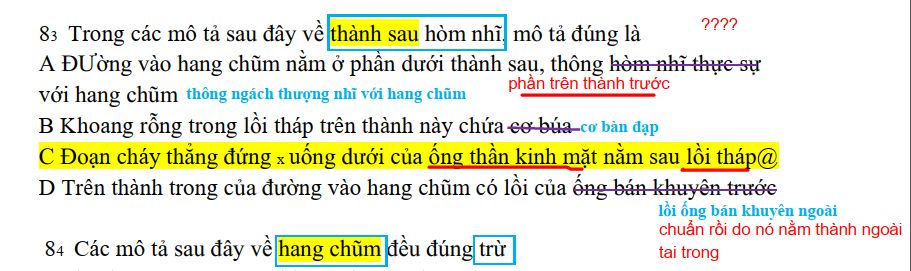 83 Trong các mô tả sau đây về thành sau hòm nhĩ, mô tả đúng là ????
A ĐƯờng vào hang chũm nằm ở phần dưới thành sau, thông hòm nhĩ thực sự
phần trên thành trước
với hang chũm thông ngách thượng nhĩ với hang chũm
B Khoang rỗng trong lồi tháp trên thành này chứa cơ búa cơ bàn đạp
C Đoạn cháy thẳng đứng x uống dưới của ống thần kinh mặt nằm sau lồi tháp@
D Trên thành trong của đường vào hang chũm có lồi của ống bán khuyên trước
lồi ống bán khuyên ngoài
chuẩn rồi do nó nằm thành ngoài
tai trong
84 Các mô tả sau đây về hang chũm đều đúng trừ